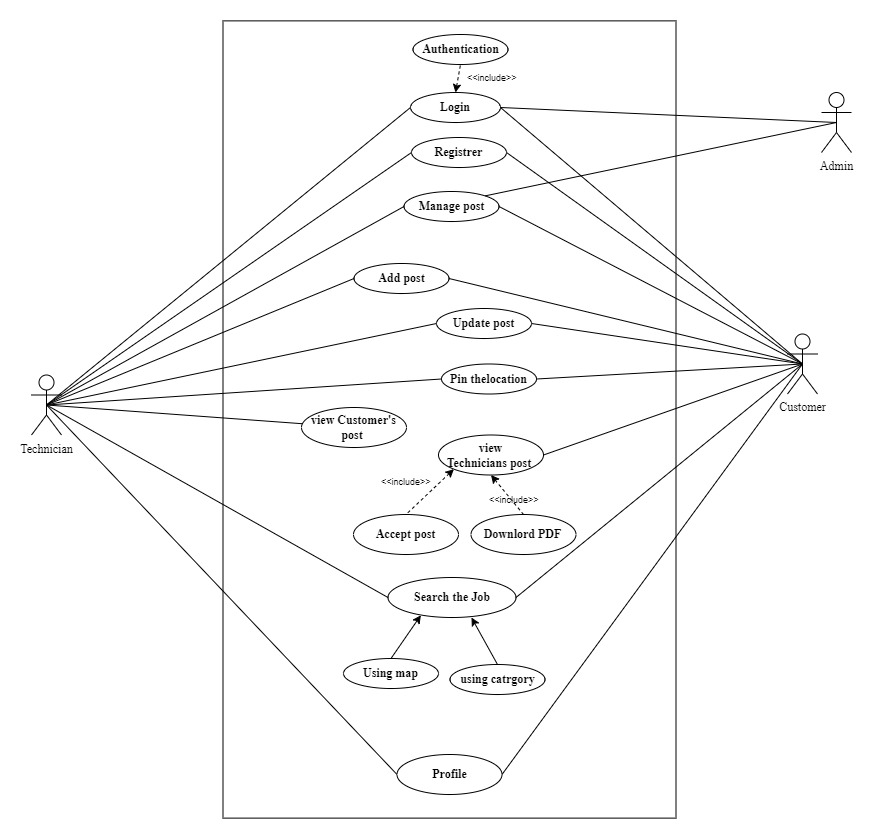 Authentication
<<include>>
Login
Registrer
Admin
Manage post
Add post
Update post
Pin thelocation
Customer
view Customer's
post
Technician
view
Technicians post
<<include>>
<<include>>
Accept post
Downlord PDF
Search the Job
Using map
using catrgory
Profile